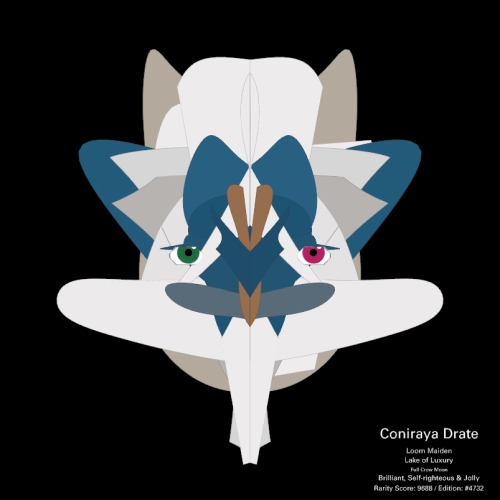 Coniraya Drate
Loom Maiden
Lake of Luxury
Full Crow Moon
Brilliant, Self-righteous & Jolly
Rarity Score: 9688 / Edition: #4732